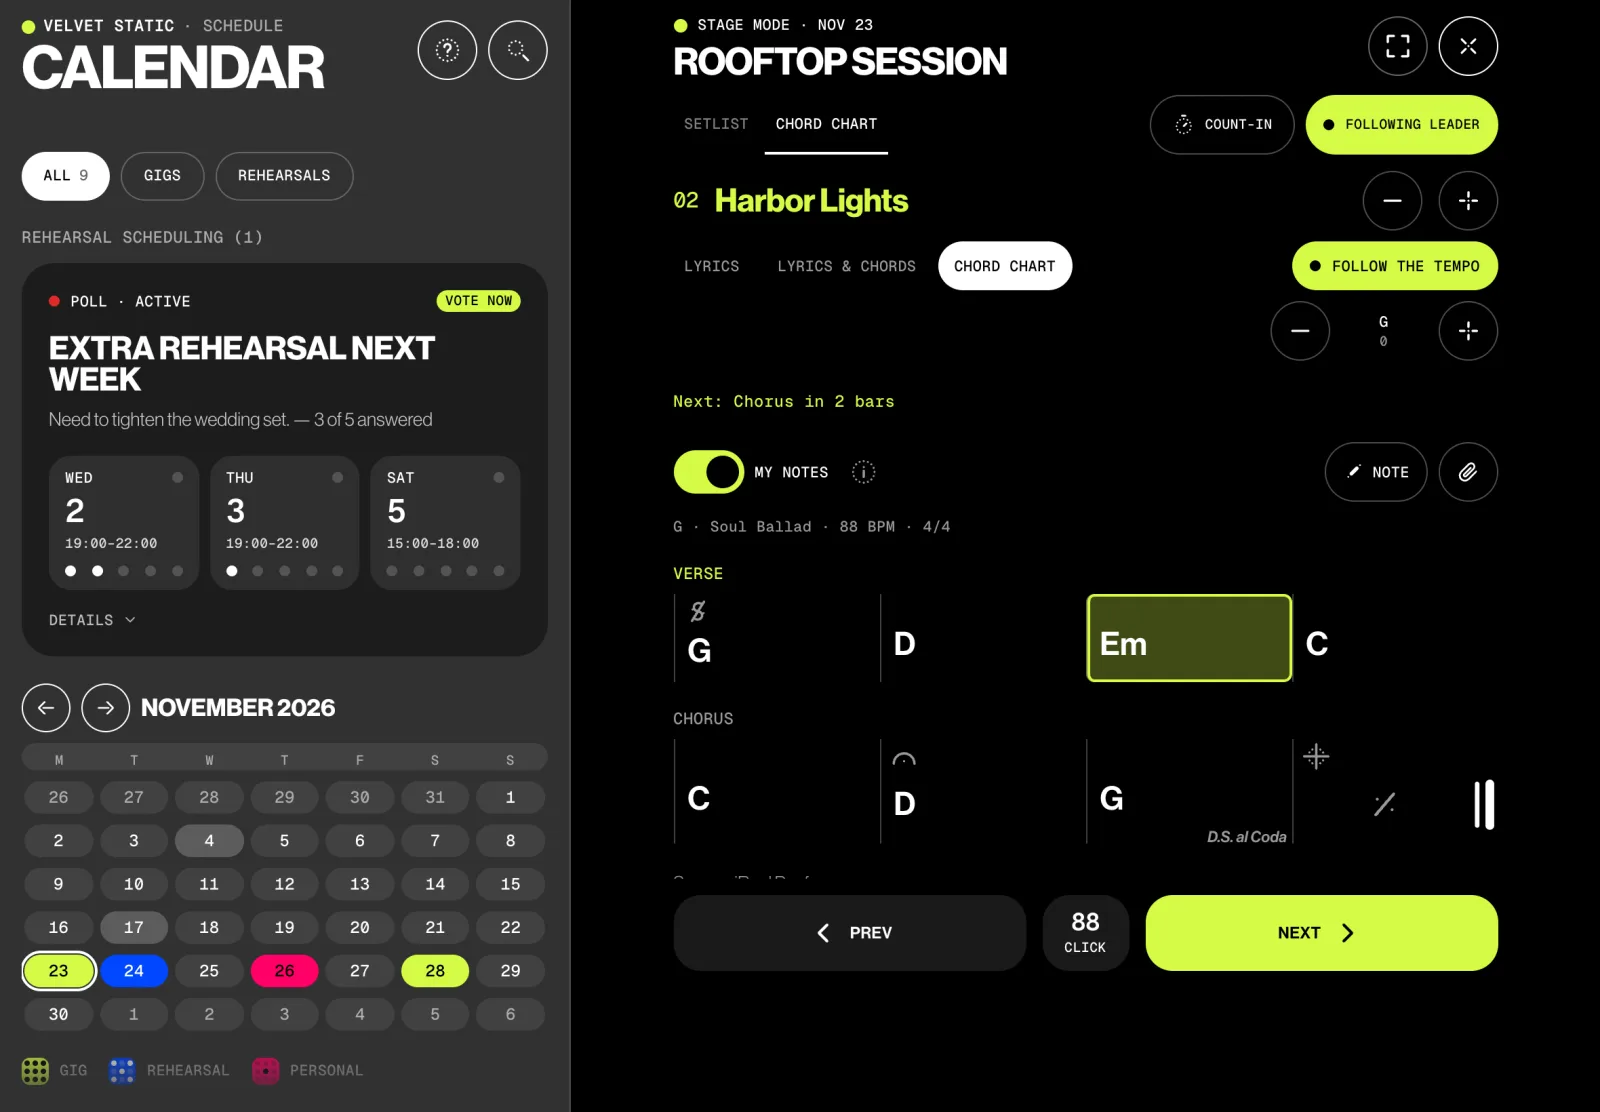 VELVET STATIC · SCHEDULE
CALENDAR
ALL 9
GIGS
REHEARSALS
REHEARSAL SCHEDULING (1)
POLL · ACTIVE
VOTE NOW
EXTRA REHEARSAL NEXT
WEEK
Need to tighten the wedding set. — 3 of 5 answered
WED
2
19:00–22:00
THU
3
19:00–22:00
SAT
5
15:00–18:00
DETAILS
NOVEMBER 2026
M T W T F S S
26 27 28 29 30 31 1
2 3 4 5 6 7 8
9 10 11 12 13 14 15
16 17 18 19 20 21 22
23 24 25 26 27 28 29
30 1 2 3 4 5 6
GIG REHEARSAL PERSONAL
STAGE MODE · NOV 23
ROOFTOP SESSION
SETLIST
CHORD CHART
COUNT-IN
FOLLOWING LEADER
02 Harbor Lights
LYRICS
LYRICS & CHORDS
CHORD CHART
FOLLOW THE TEMPO
G
0
Next: Chorus in 2 bars
MY NOTES
NOTE
G · Soul Ballad · 88 BPM · 4/4
VERSE
G D Em C
CHORUS
C D G
D.S. al Coda
PREV
88
CLICK
NEXT